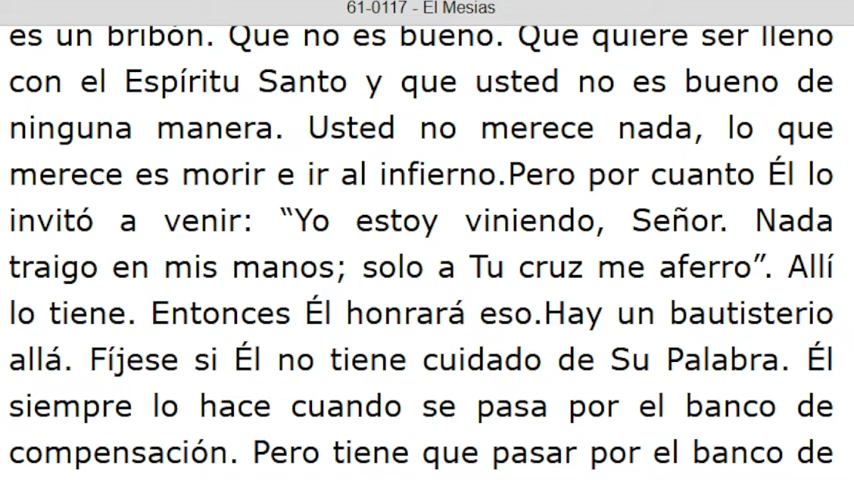 61-0117 - El Mesias
es un bribón. Que no es bueno. Que quiere ser lleno
con el Espíritu Santo y que usted no es bueno de
ninguna manera. Usted no merece nada, lo que
merece es morir e ir al infierno.Pero por cuanto Él lo
invitó a venir: “Yo estoy viniendo, Señor. Nada
traigo en mis manos; solo a Tu cruz me aferro”. Allí
lo tiene. Entonces Él honrará eso.Hay un bautisterio
allá. Fíjese si Él no tiene cuidado de Su Palabra. Él
siempre lo hace cuando se pasa por el banco de
compensación. Pero tiene que pasar por el banco de